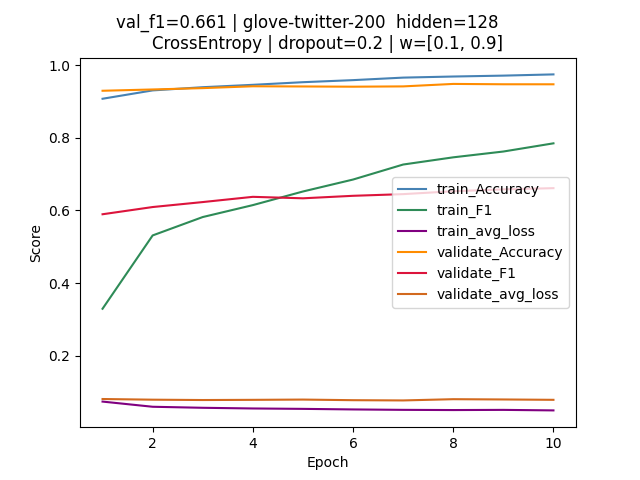 val_f1=0.661 | glove-twitter-200  hidden=128
CrossEntropy | dropout=0.2 | w=[0.1, 0.9]
1.0
0.8
0.6
0.4
0.2
Score
train_Accuracy
train_F1
train_avg_loss
validate_Accuracy
validate_F1
validate_avg_loss
2
4
6
8
10
Epoch